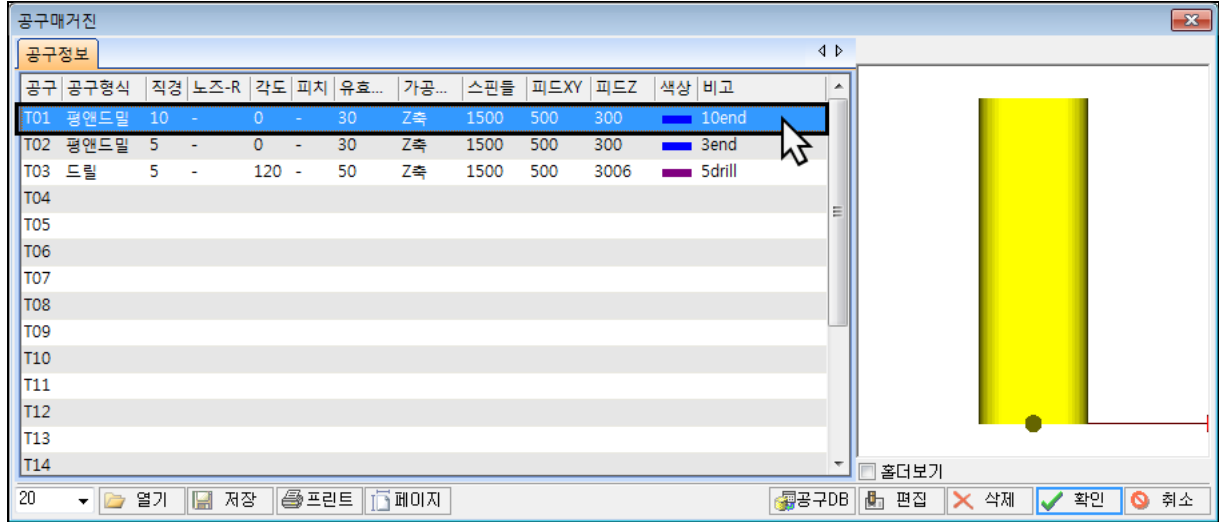 공구매거진
공구정보
공구 공구형식 직경 노즈-R 각도 피치 유효... 가공... 스핀들 피드XY 피드Z 색상 비고
T01 평앤드밀 10 - 0 - 30 Z축 1500 500 300 10end
T02 평앤드밀 5 - 0 - 30 Z축 1500 500 300 3end
T03 드릴 5 - 120 - 50 Z축 1500 500 3006 5drill
T04
T05
T06
T07
T08
T09
T10
T11
T12
T13
T14
홀더보기
20 열기 저장 프린트 페이지 공구DB 편집 삭제 확인 취소